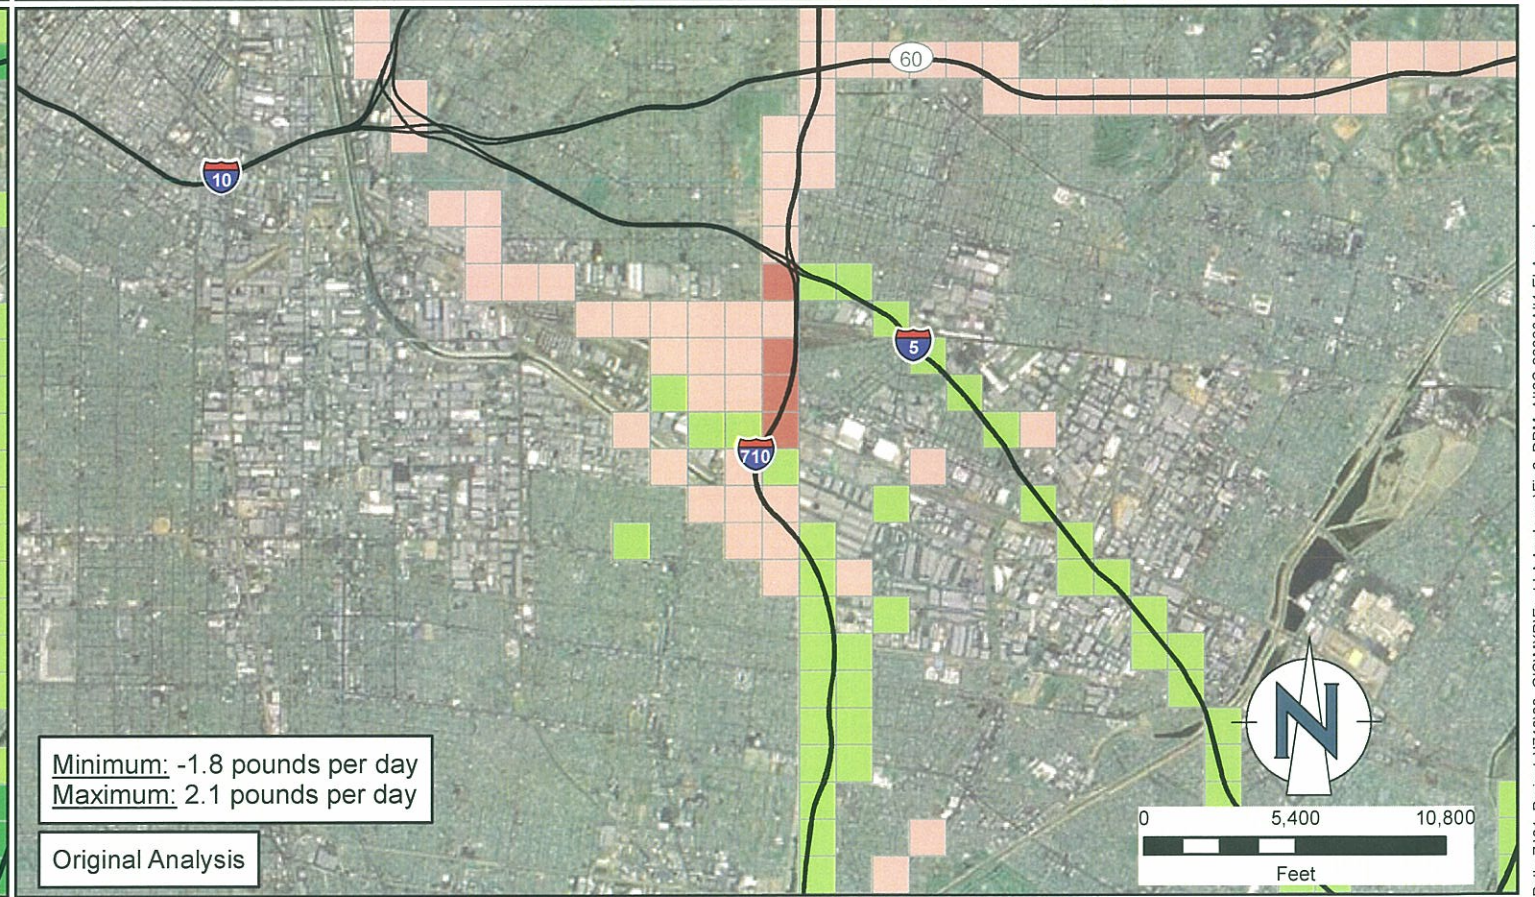 60
10
5
710
N
Minimum: -1.8 pounds per day
Maximum: 2.1 pounds per day
Original Analysis
0 5,400 10,800
Feet